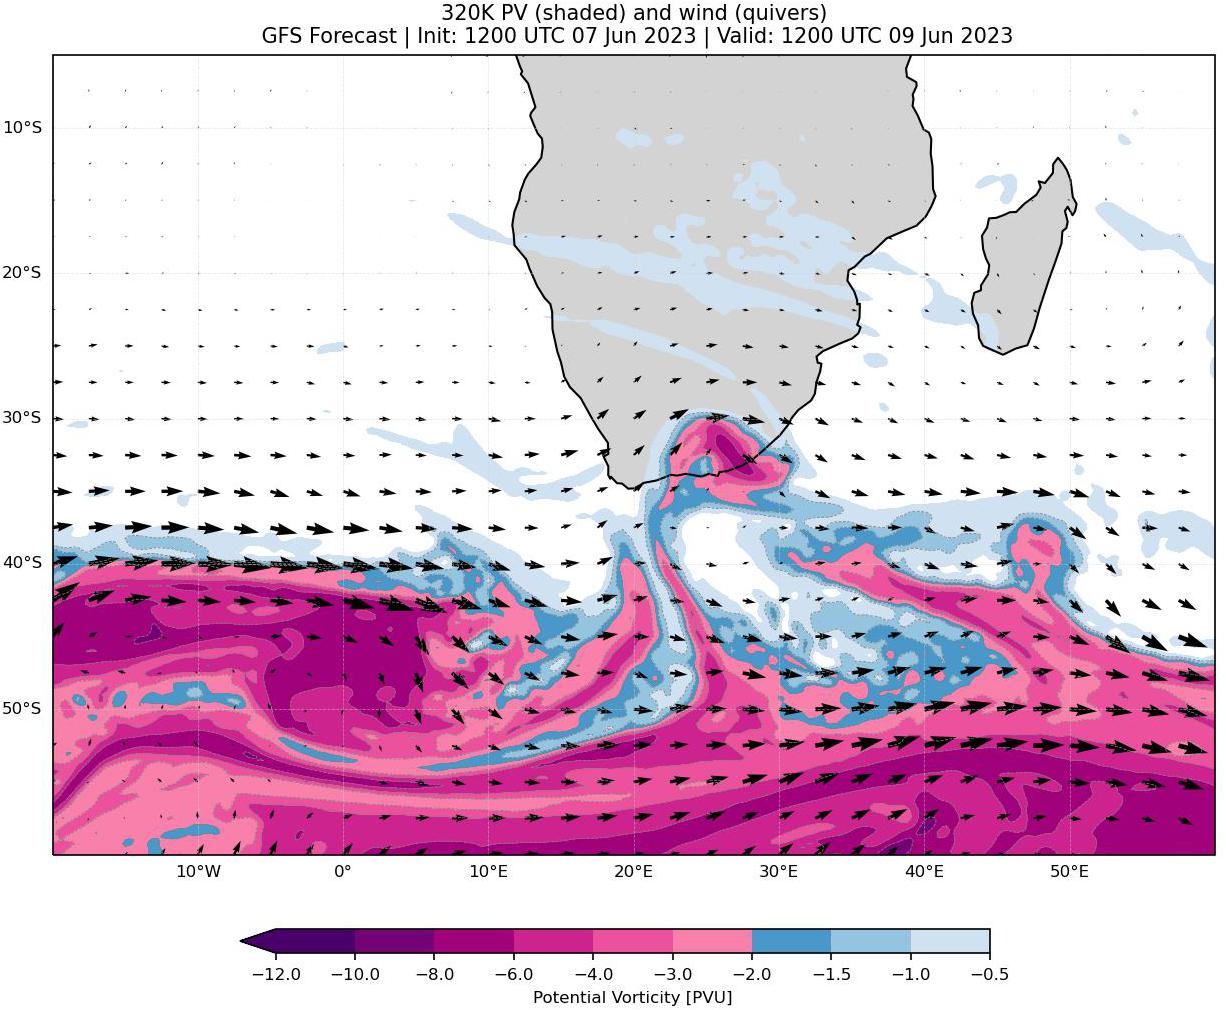 320K PV (shaded) and wind (quivers)
GFS Forecast | Init: 1200 UTC 07 Jun 2023 | Valid: 1200 UTC 09 Jun 2023
10°S
20°S
30°S
40°S
50°S
10°W 0° 10°E 20°E 30°E 40°E 50°E
−12.0 −10.0 −8.0 −6.0 −4.0 −3.0 −2.0 −1.5 −1.0 −0.5
Potential Vorticity [PVU]